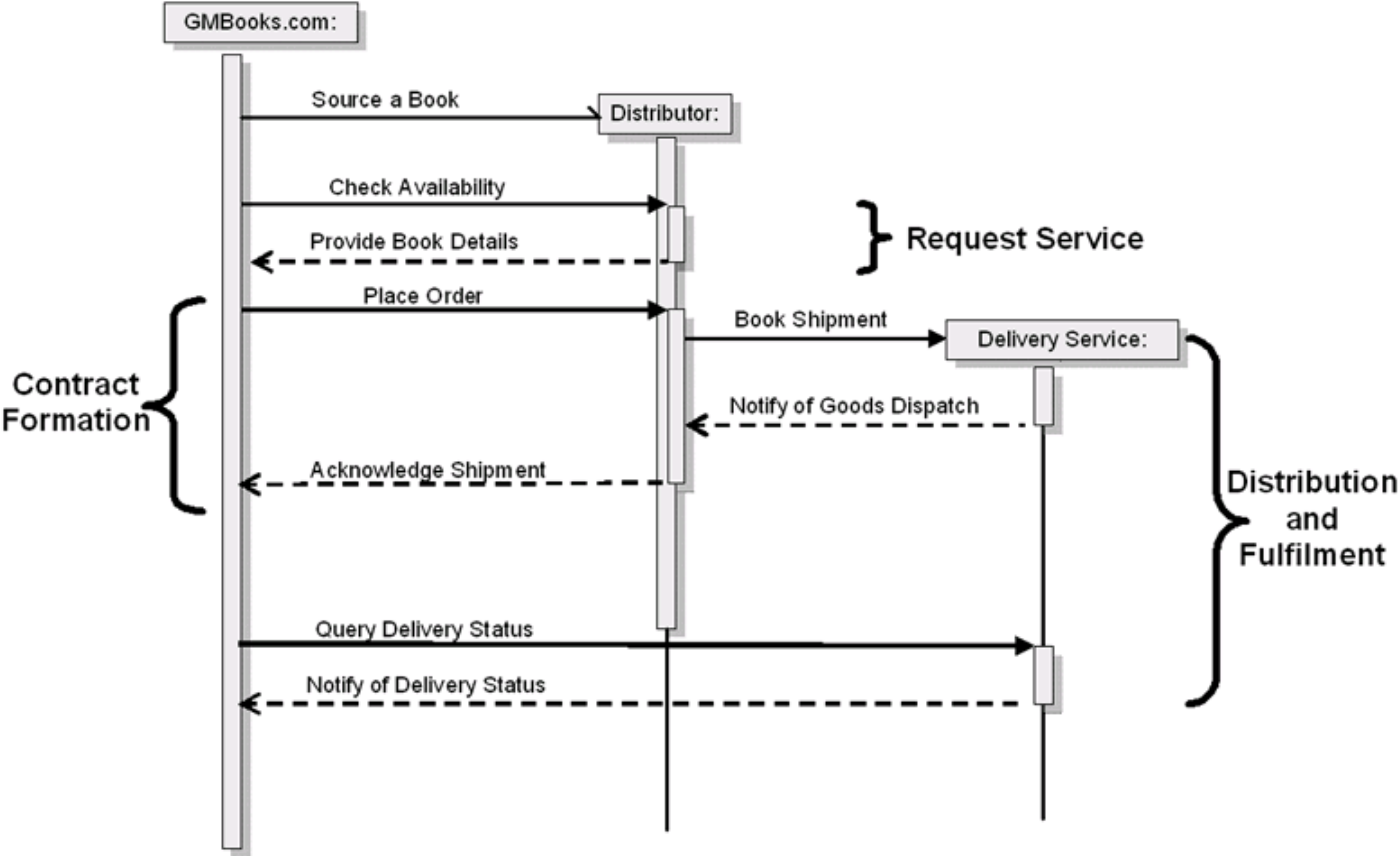 GMBooks.com:
Source a Book
Distributor:
Check Availability
Provide Book Details
Request Service
Place Order
Book Shipment
Delivery Service:
Contract
Formation
Notify of Goods Dispatch
Acknowledge Shipment
Distribution
and
Fulfilment
Query Delivery Status
Notify of Delivery Status